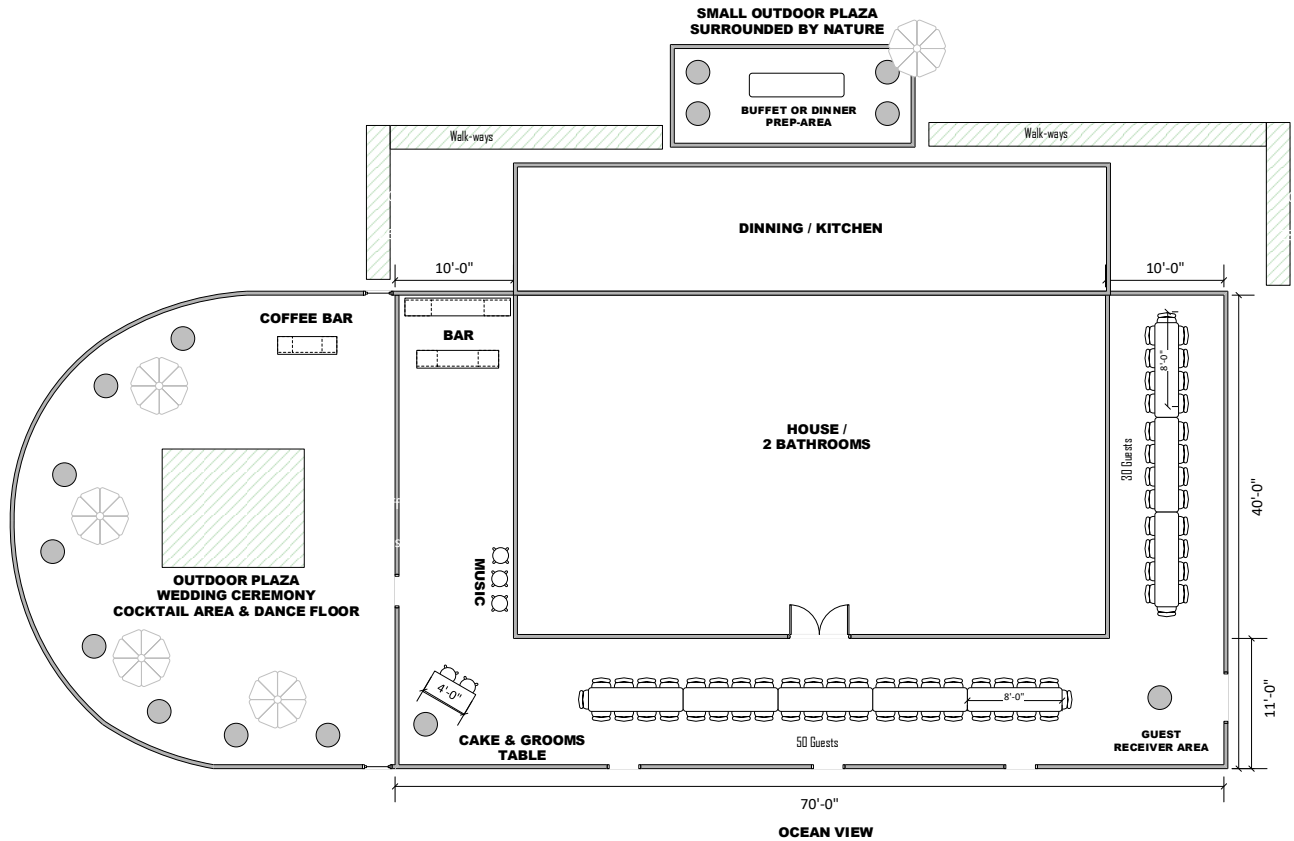 SMALL OUTDOOR PLAZA
SURROUNDED BY NATURE
BUFFET OR DINNER
PREP-AREA
Walk-ways
Walk-ways
DINNING / KITCHEN
10'-0"
10'-0"
COFFEE BAR
BAR
HOUSE /
2 BATHROOMS
8'-0"
30 Guests
40'-0"
OUTDOOR PLAZA
WEDDING CEREMONY
COCKTAIL AREA & DANCE FLOOR
MUSIC
4'-0"
8'-0"
11'-0"
CAKE & GROOMS
TABLE
50 Guests
GUEST
RECEIVER AREA
70'-0"
OCEAN VIEW